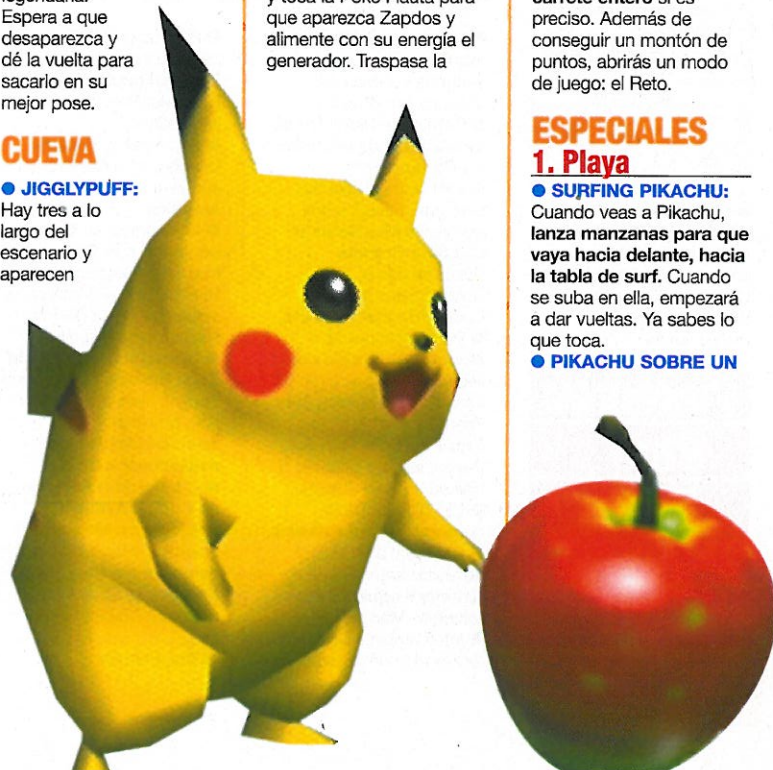 Espera a que
desaparezca y
dé la vuelta para
sacarlo en su
mejor pose.
CUEVA
● JIGGLYPUFF:
Hay tres a lo
largo del
escenario y
aparecen
que aparezca Zapdos y
alimente con su energía el
generador. Traspasa la
carrete entero si es
preciso. Además de
conseguir un montón de
puntos, abrirás un modo
de juego: el Reto.
ESPECIALES
1. Playa
● SURFING PIKACHU:
Cuando veas a Pikachu,
lanza manzanas para que
vaya hacia delante, hacia
la tabla de surf. Cuando
se suba en ella, empezará
a dar vueltas. Ya sabes lo
que toca.
● PIKACHU SOBRE UN